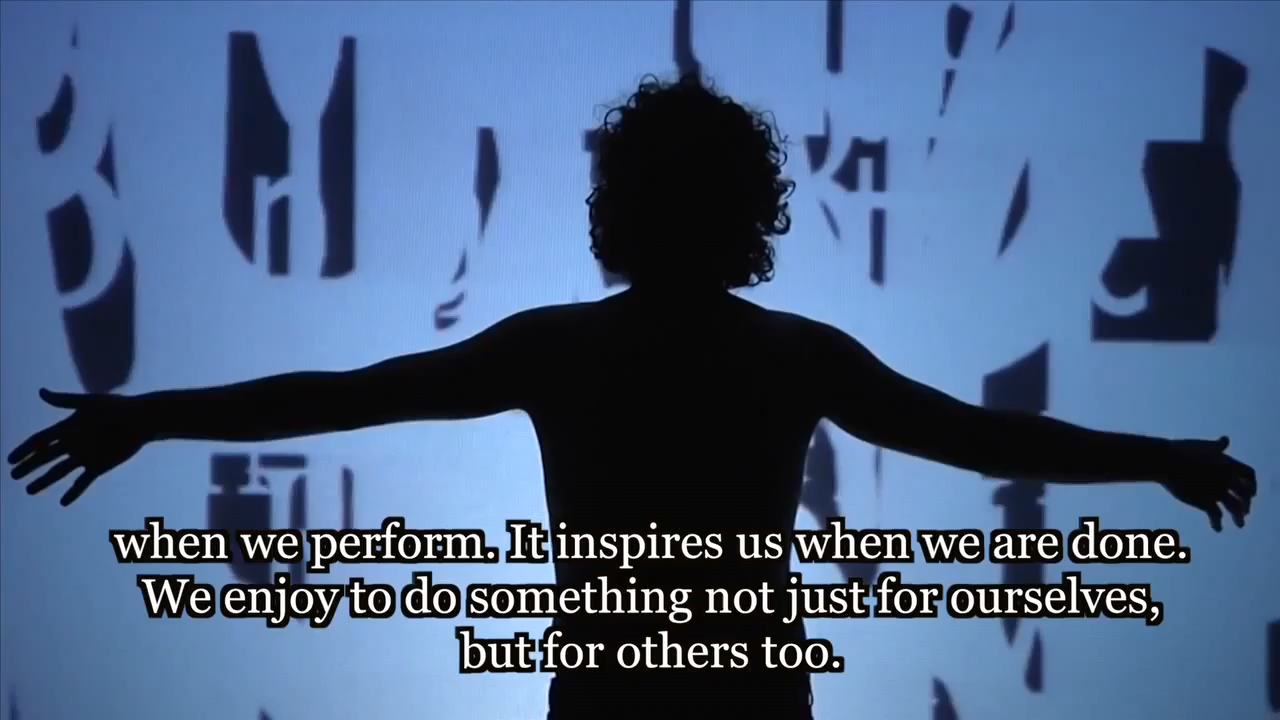 when we perform. It inspires us when we are done.
We enjoy to do something not just for ourselves,
but for others too.